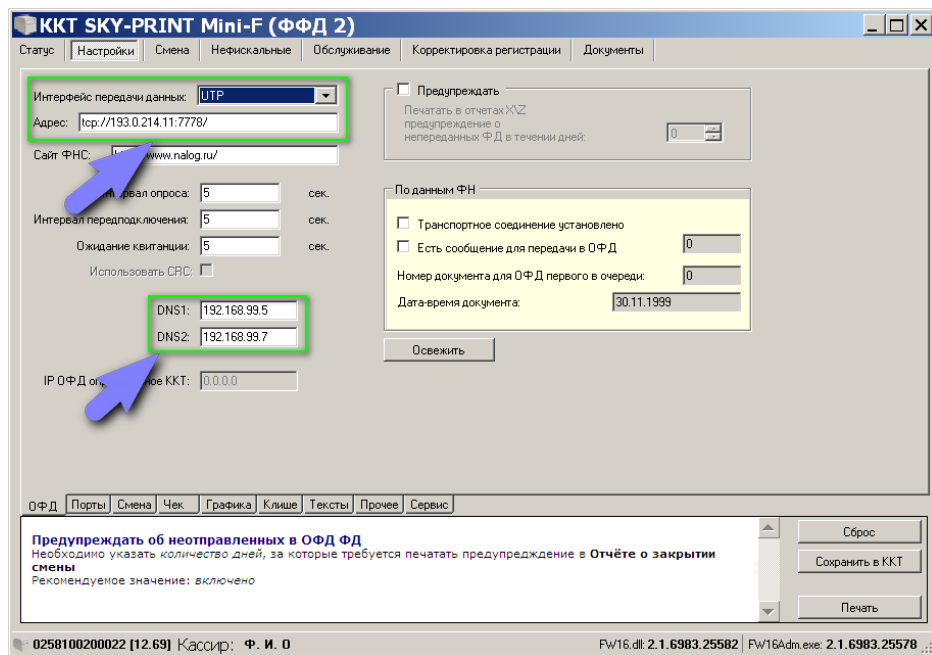 ККТ SKY-PRINT Mini-F (ФФД 2)
Статус Настройки Смена Нефискальные Обслуживание Корректировка регистрации Документы
Интерфейс передачи данных: UTP
Адрес: tcp://193.0.214.11:7778/
Сайт ФНС: www.nalog.ru/
опроса: 5 сек.
Интервал передподключения: 5 сек.
Ожидание квитанции: 5 сек.
Использовать CRC:
DNS1: 192.168.99.5
DNS2: 192.168.99.7
IP ОФД ККТ: 0.0.0.0
Предупреждать
Печатать в отчетах X\Z
предупреждение о
непереданных ФД в течении дней: 0
По данным ФН
Транспортное соединение установлено
Есть сообщение для передачи в ОФД 0
Номер документа для ОФД первого в очереди: 0
Дата-время документа: 30.11.1999
Освежить
ОФД Порты Смена Чек Графика Клише Тексты Прочее Сервис
Предупреждать об неотправленных в ОФД ФД
Необходимо указать количество дней, за которые требуется печатать предупредждение в Отчёте о закрытии
смены
Рекомендуемое значение: включено
Сброс
Сохранить в ККТ
Печать
0258100200022 [12.69] Кассир: Ф. И. О FW16.dll: 2.1.6983.25582 FW16Adm.exe: 2.1.6983.25578